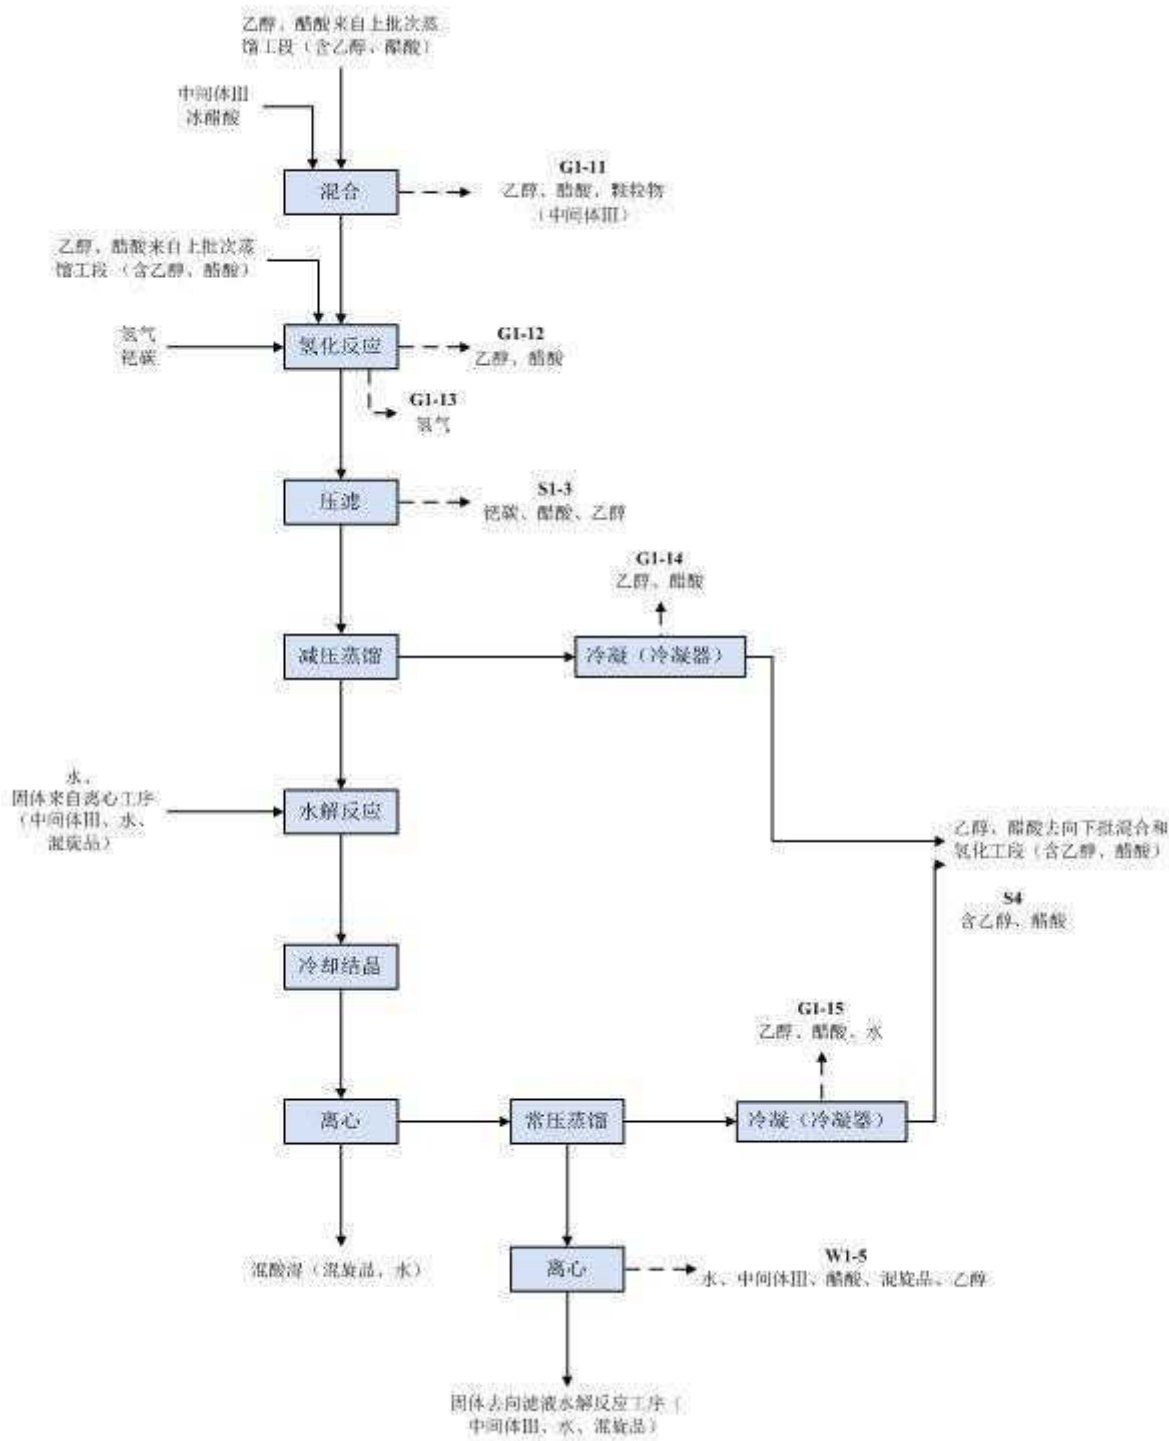 乙醇、醋酸来自上批次蒸
馏工段（含乙醇、醋酸）
中间体III
冰醋酸
混合
G1-11
乙醇、醋酸、颗粒物
（中间体III）
乙醇、醋酸来自上批次蒸
馏工段（含乙醇、醋酸）
氢气
钯碳
氢化反应
G1-12
乙醇、醋酸
G1-13
氢气
压滤
S1-3
钯碳、醋酸、乙醇
G1-14
乙醇、醋酸
减压蒸馏
冷凝（冷凝器）
水、
固体来自离心工序
（中间体III、水、
混旋品）
水解反应
乙醇、醋酸去向下批混合和
氢化工段（含乙醇、醋酸）
S4
含乙醇、醋酸
冷却结晶
G1-15
乙醇、醋酸、水
离心
常压蒸馏
冷凝（冷凝器）
混酸湿（混旋品、水）
离心
W1-5
水、中间体III、醋酸、混旋品、乙醇
固体去向滤液水解反应工序（
中间体III、水、混旋品）